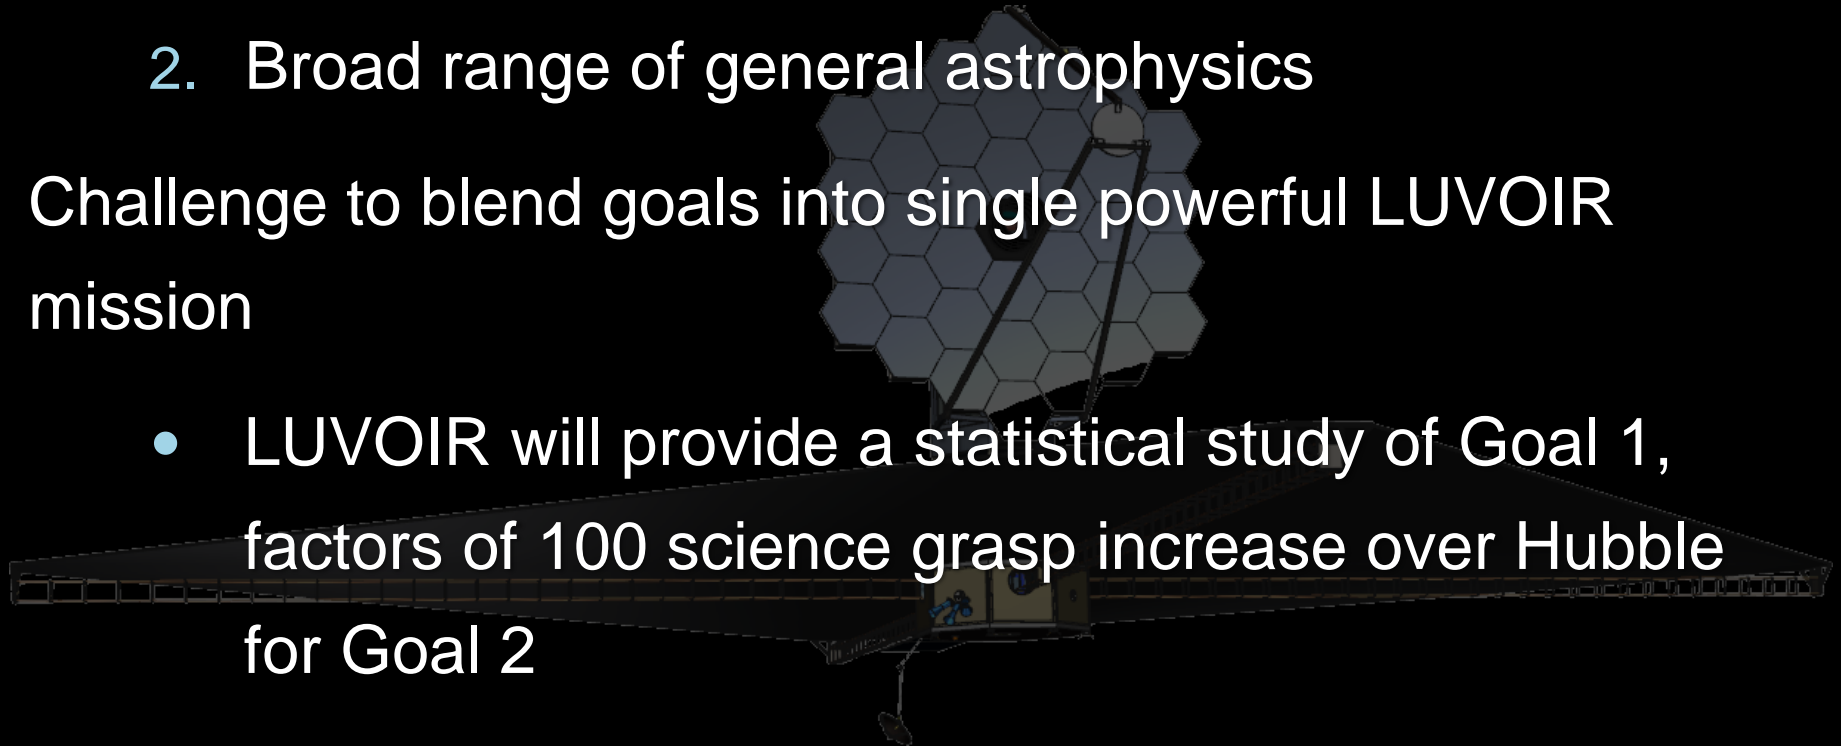 2. Broad range of general astrophysics
Challenge to blend goals into single powerful LUVOIR
mission
• LUVOIR will provide a statistical study of Goal 1,
factors of 100 science grasp increase over Hubble
for Goal 2